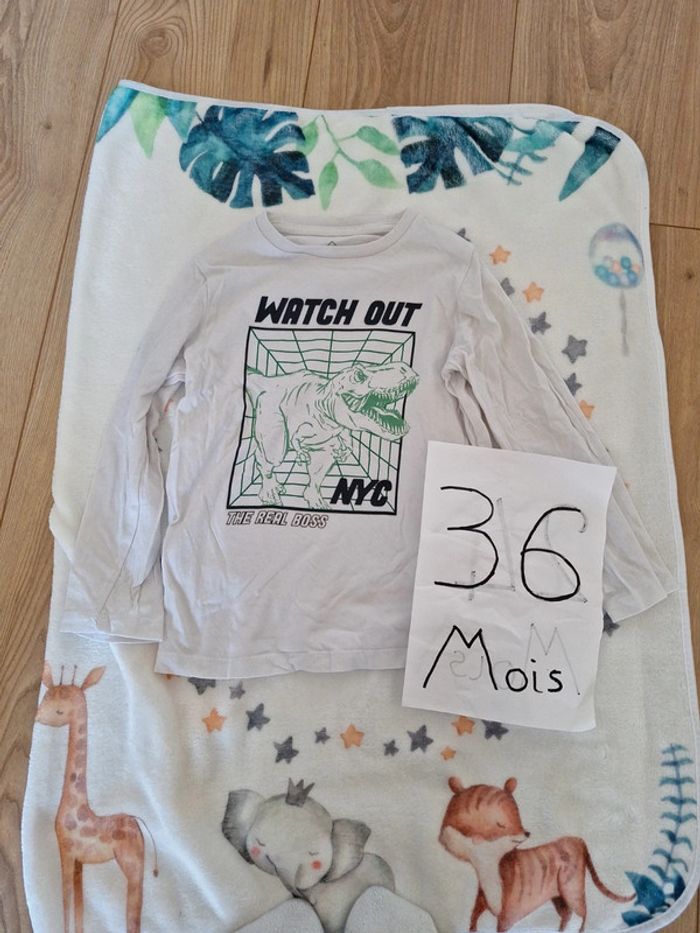 WATCH OUT
NYC
THE REAL BOSS
36
Mois